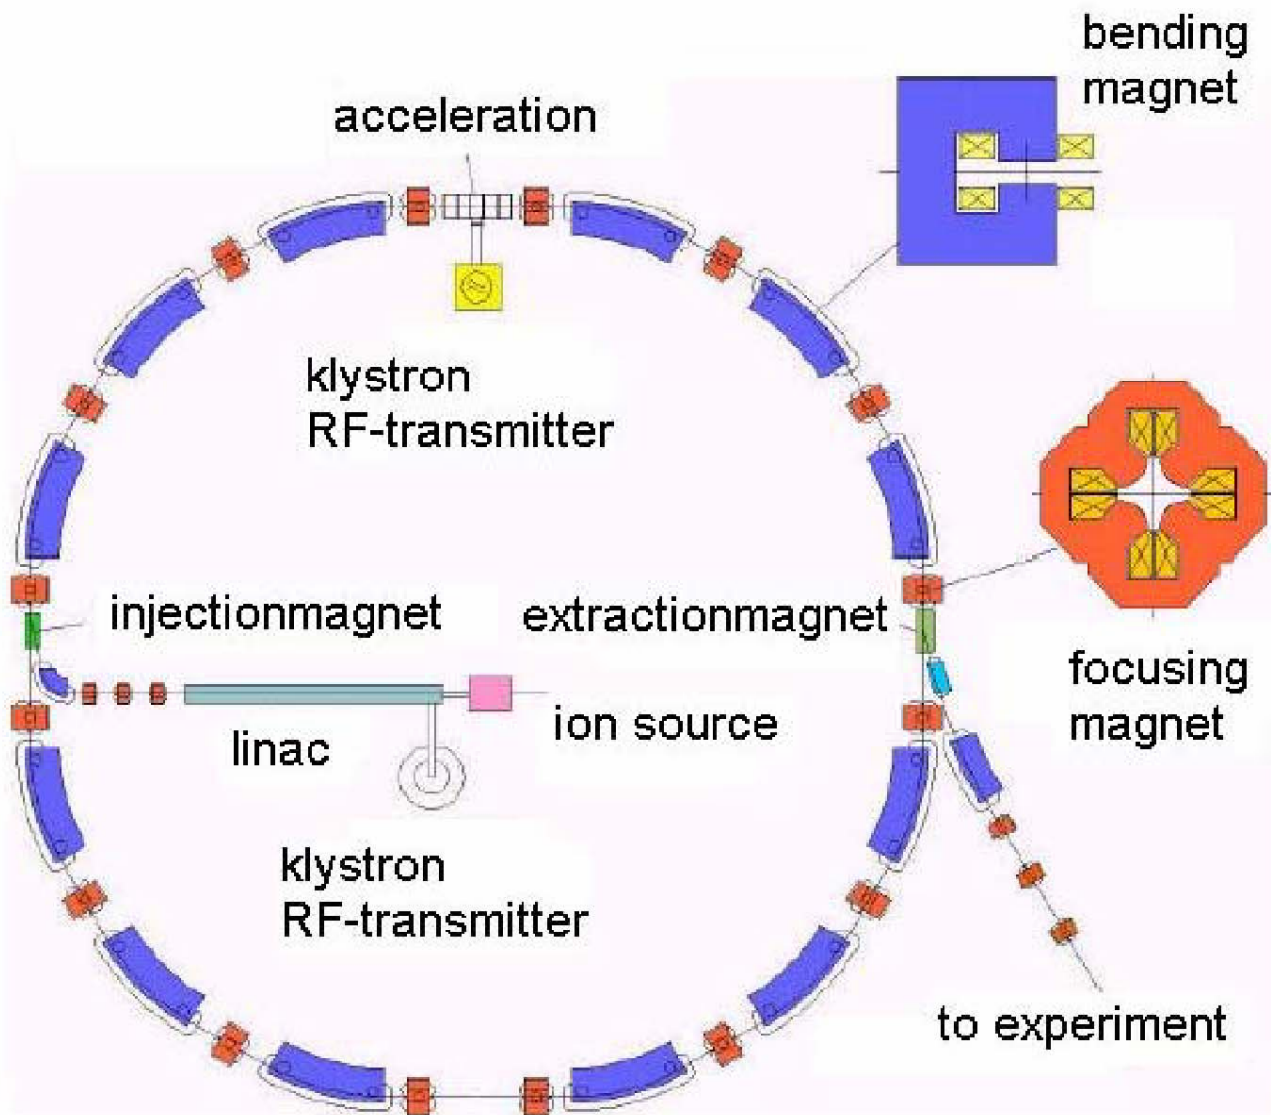 bending
magnet
acceleration
klystron
RF-transmitter
injectionmagnet
extractionmagnet
focusing
magnet
ion source
linac
klystron
RF-transmitter
to experiment